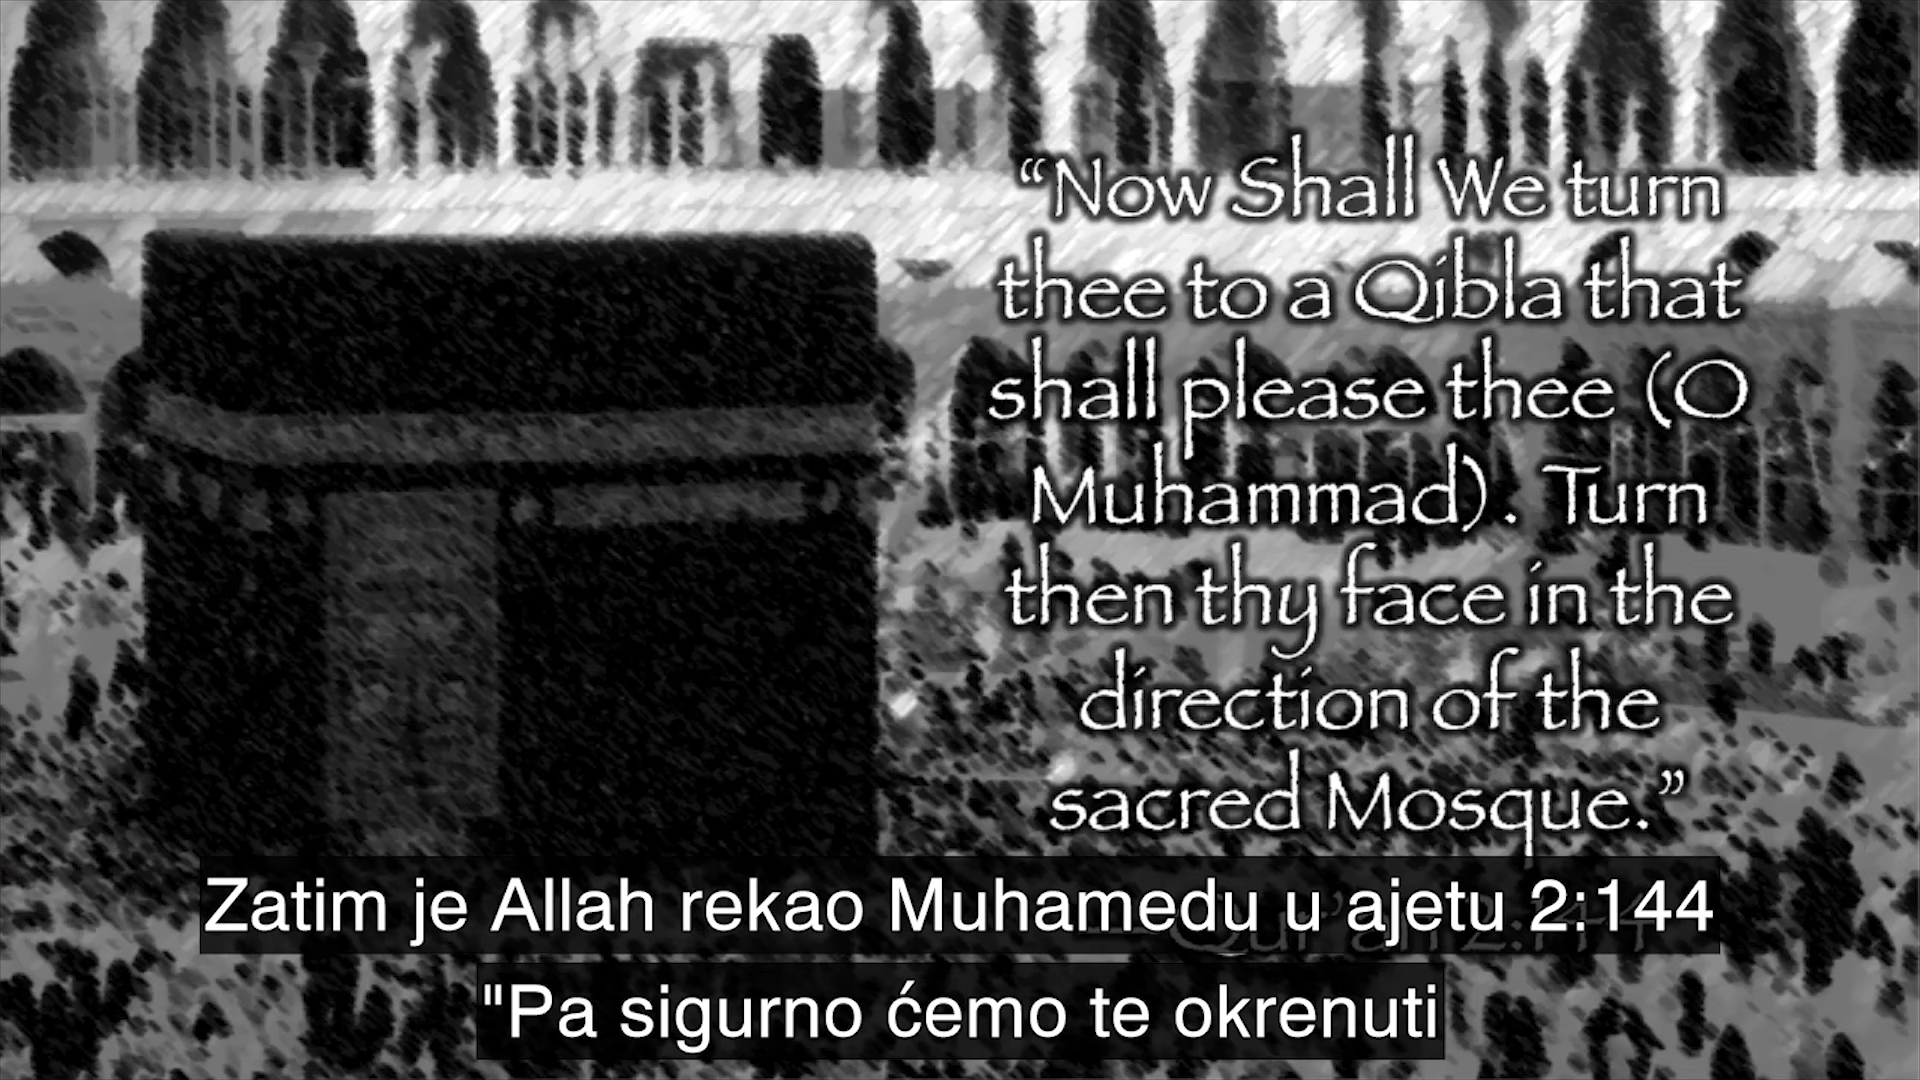 “Now Shall We turn
thee to a Qibla that
shall please thee (O
Muhammad). Turn
then thy face in the
direction of the
sacred Mosque.”
Zatim je Allah rekao Muhamedu u ajetu 2:144
"Pa sigurno ćemo te okrenuti